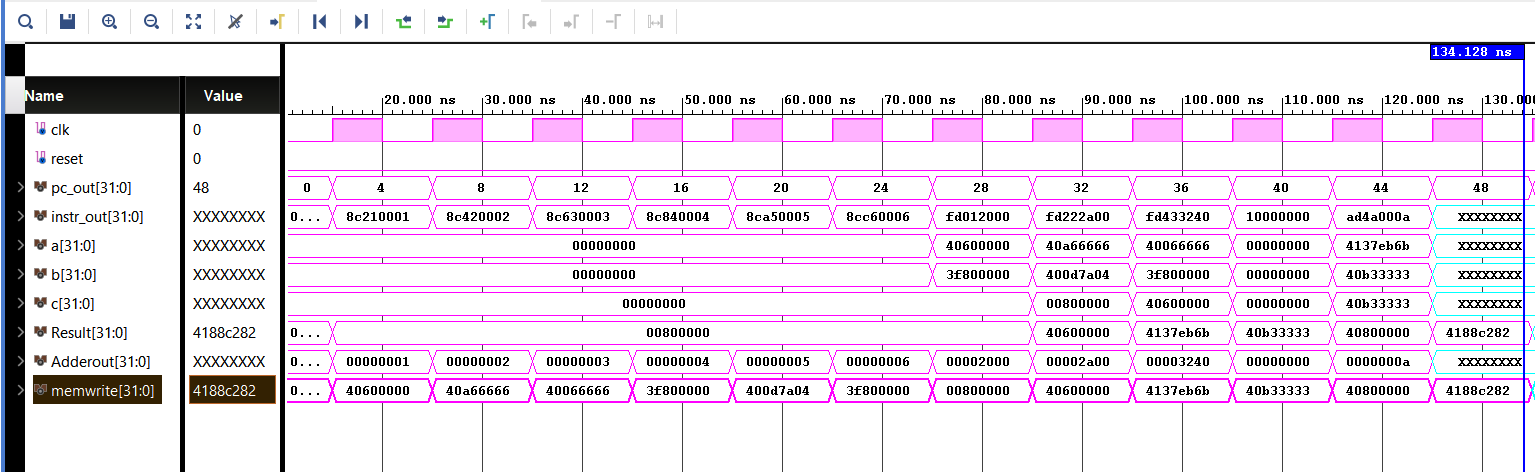 134.128 ns
Name Value
20.000 ns 30.000 ns 40.000 ns 50.000 ns 60.000 ns 70.000 ns 80.000 ns 90.000 ns 100.000 ns 110.000 ns 120.000 ns 130.00
clk 0
reset 0
pc_out[31:0] 48 0 4 8 12 16 20 24 28 32 36 40 44 48
instr_out[31:0] XXXXXXXX 0... 8c210001 8c420002 8c630003 8c840004 8ca50005 8cc60006 fd012000 fd222a00 fd433240 10000000 ad4a000a XXXXXXXX
a[31:0] XXXXXXXX 00000000 40600000 40a66666 40066666 00000000 4137eb6b XXXXXXXX
b[31:0] XXXXXXXX 00000000 3f800000 400d7a04 3f800000 00000000 40b33333 XXXXXXXX
c[31:0] XXXXXXXX 00000000 00800000 40600000 00000000 40b33333 XXXXXXXX
Result[31:0] 4188c282 0... 00800000 40600000 4137eb6b 40b33333 40800000 4188c282
Adderout[31:0] XXXXXXXX 0... 00000001 00000002 00000003 00000004 00000005 00000006 00002000 00002a00 00003240 00000000 0000000a XXXXXXXX
memwrite[31:0] 4188c282 0... 40600000 40a66666 40066666 3f800000 400d7a04 3f800000 00800000 40600000 4137eb6b 40b33333 40800000 4188c282